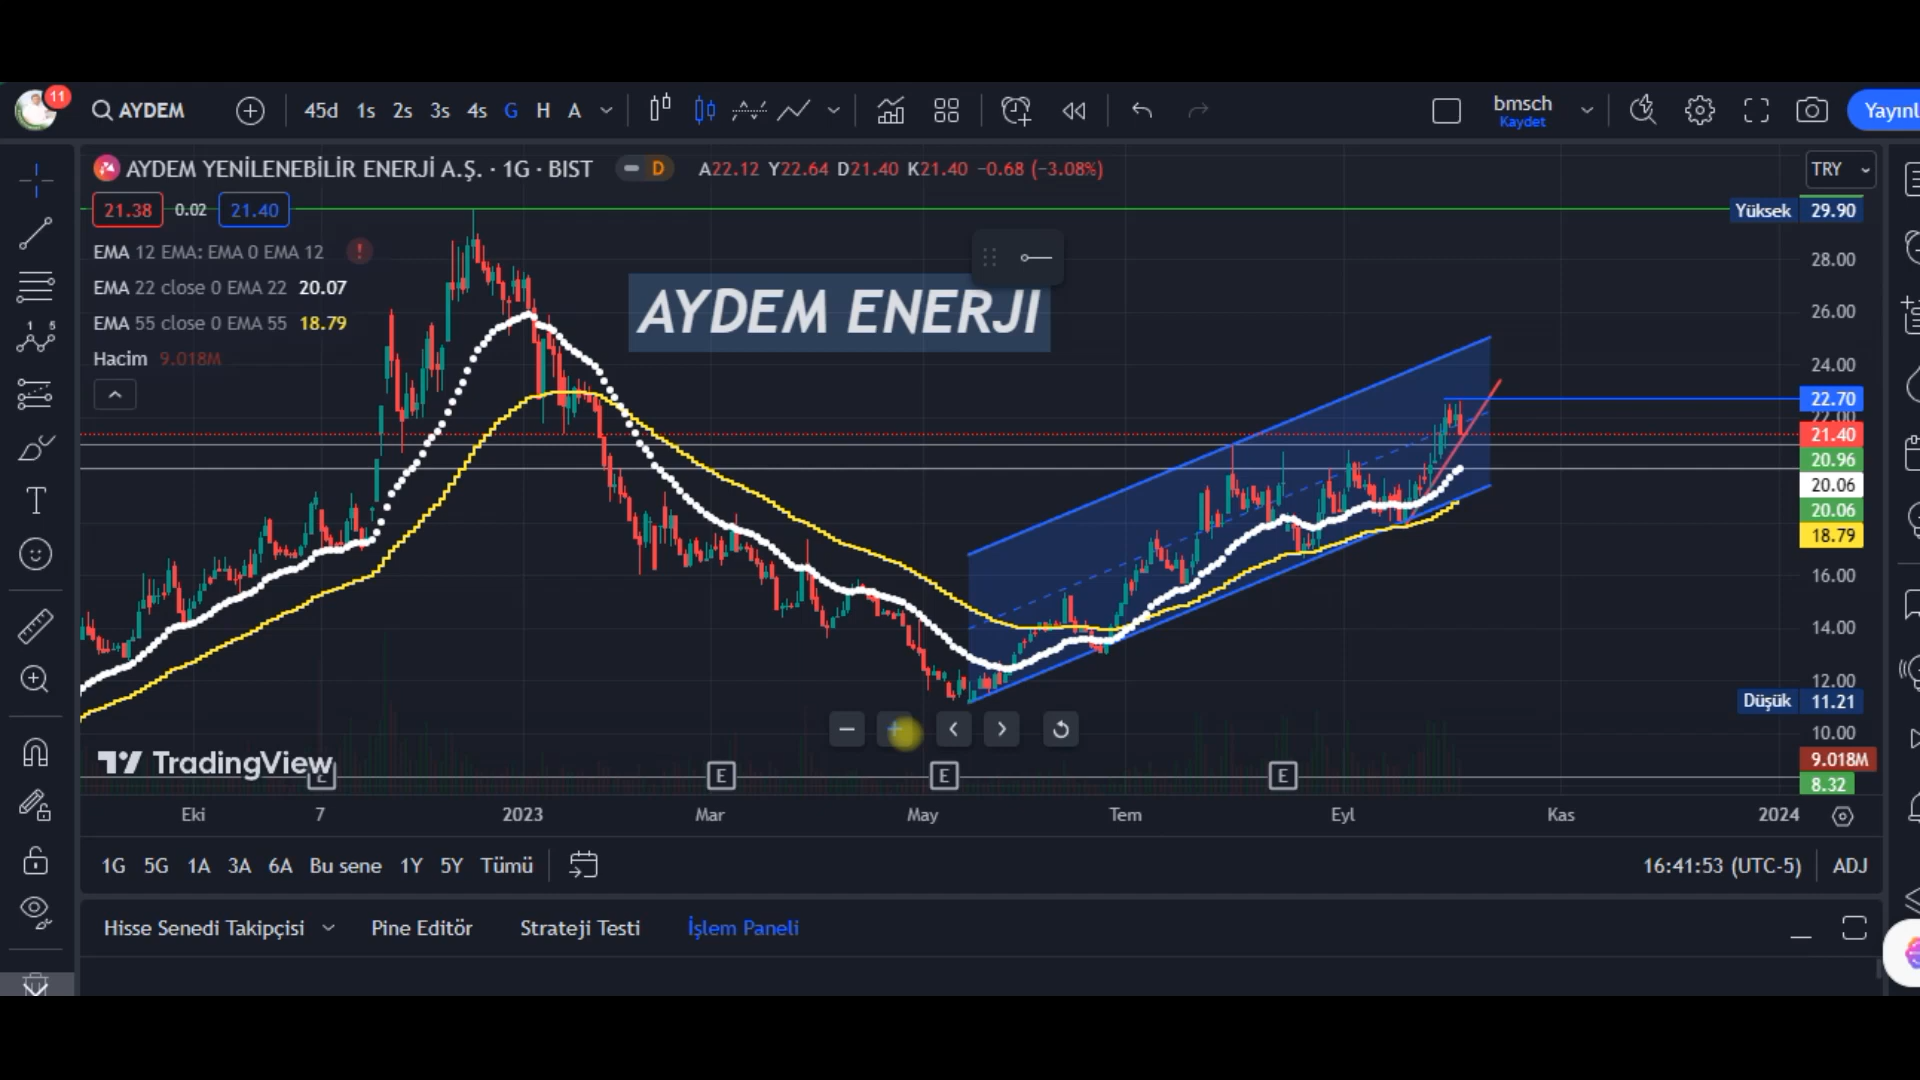 11
AYDEM
45d 1s 2s 3s 4s G H A
bmsch
Kaydet
Yayınl
AYDEM YENİLENEBİLİR ENERJİ A.Ş. · 1G · BIST
D
A22.12 Y22.64 D21.40 K21.40 −0.68 (−3.08%)
TRY
21.38 0.02 21.40
Yüksek 29.90
EMA 12 EMA: EMA 0 EMA 12 !
EMA 22 close 0 EMA 22 20.07
EMA 55 close 0 EMA 55 18.79
Hacim 9.018M
AYDEM ENERJI
28.00
26.00
24.00
22.70
22.00
21.40
20.96
20.06
20.06
18.79
16.00
14.00
12.00
Düşük 11.21
10.00
9.018M
8.32
TradingView
E E E E
Eki 7 2023 Mar May Tem Eyl Kas 2024
1G 5G 1A 3A 6A Bu sene 1Y 5Y Tümü
16:41:53 (UTC-5) ADJ
Hisse Senedi Takipçisi Pine Editör Strateji Testi İşlem Paneli